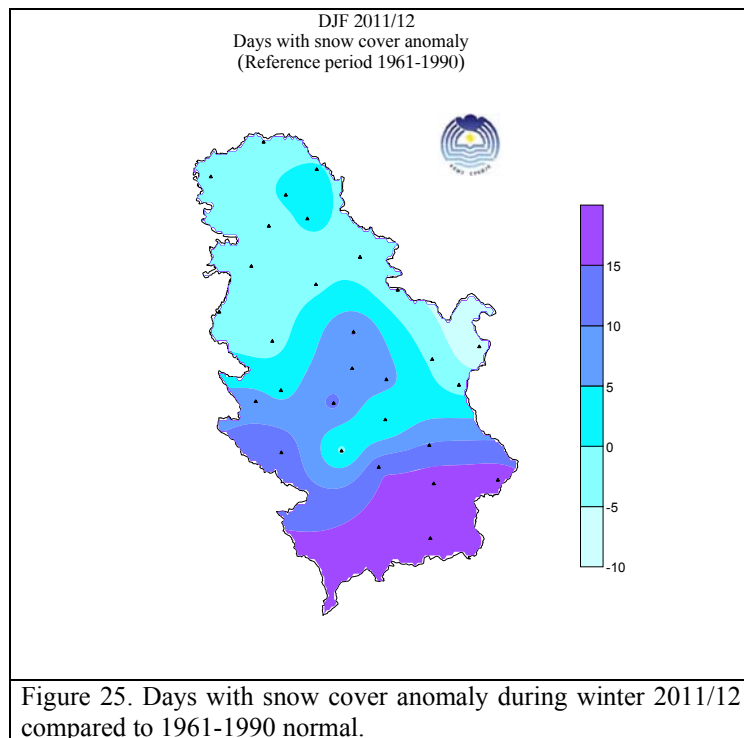 DJF 2011/12
Days with snow cover anomaly
(Reference period 1961-1990)
15
10
5
0
-5
-10
Figure 25. Days with snow cover anomaly during winter 2011/12
compared to 1961-1990 normal.